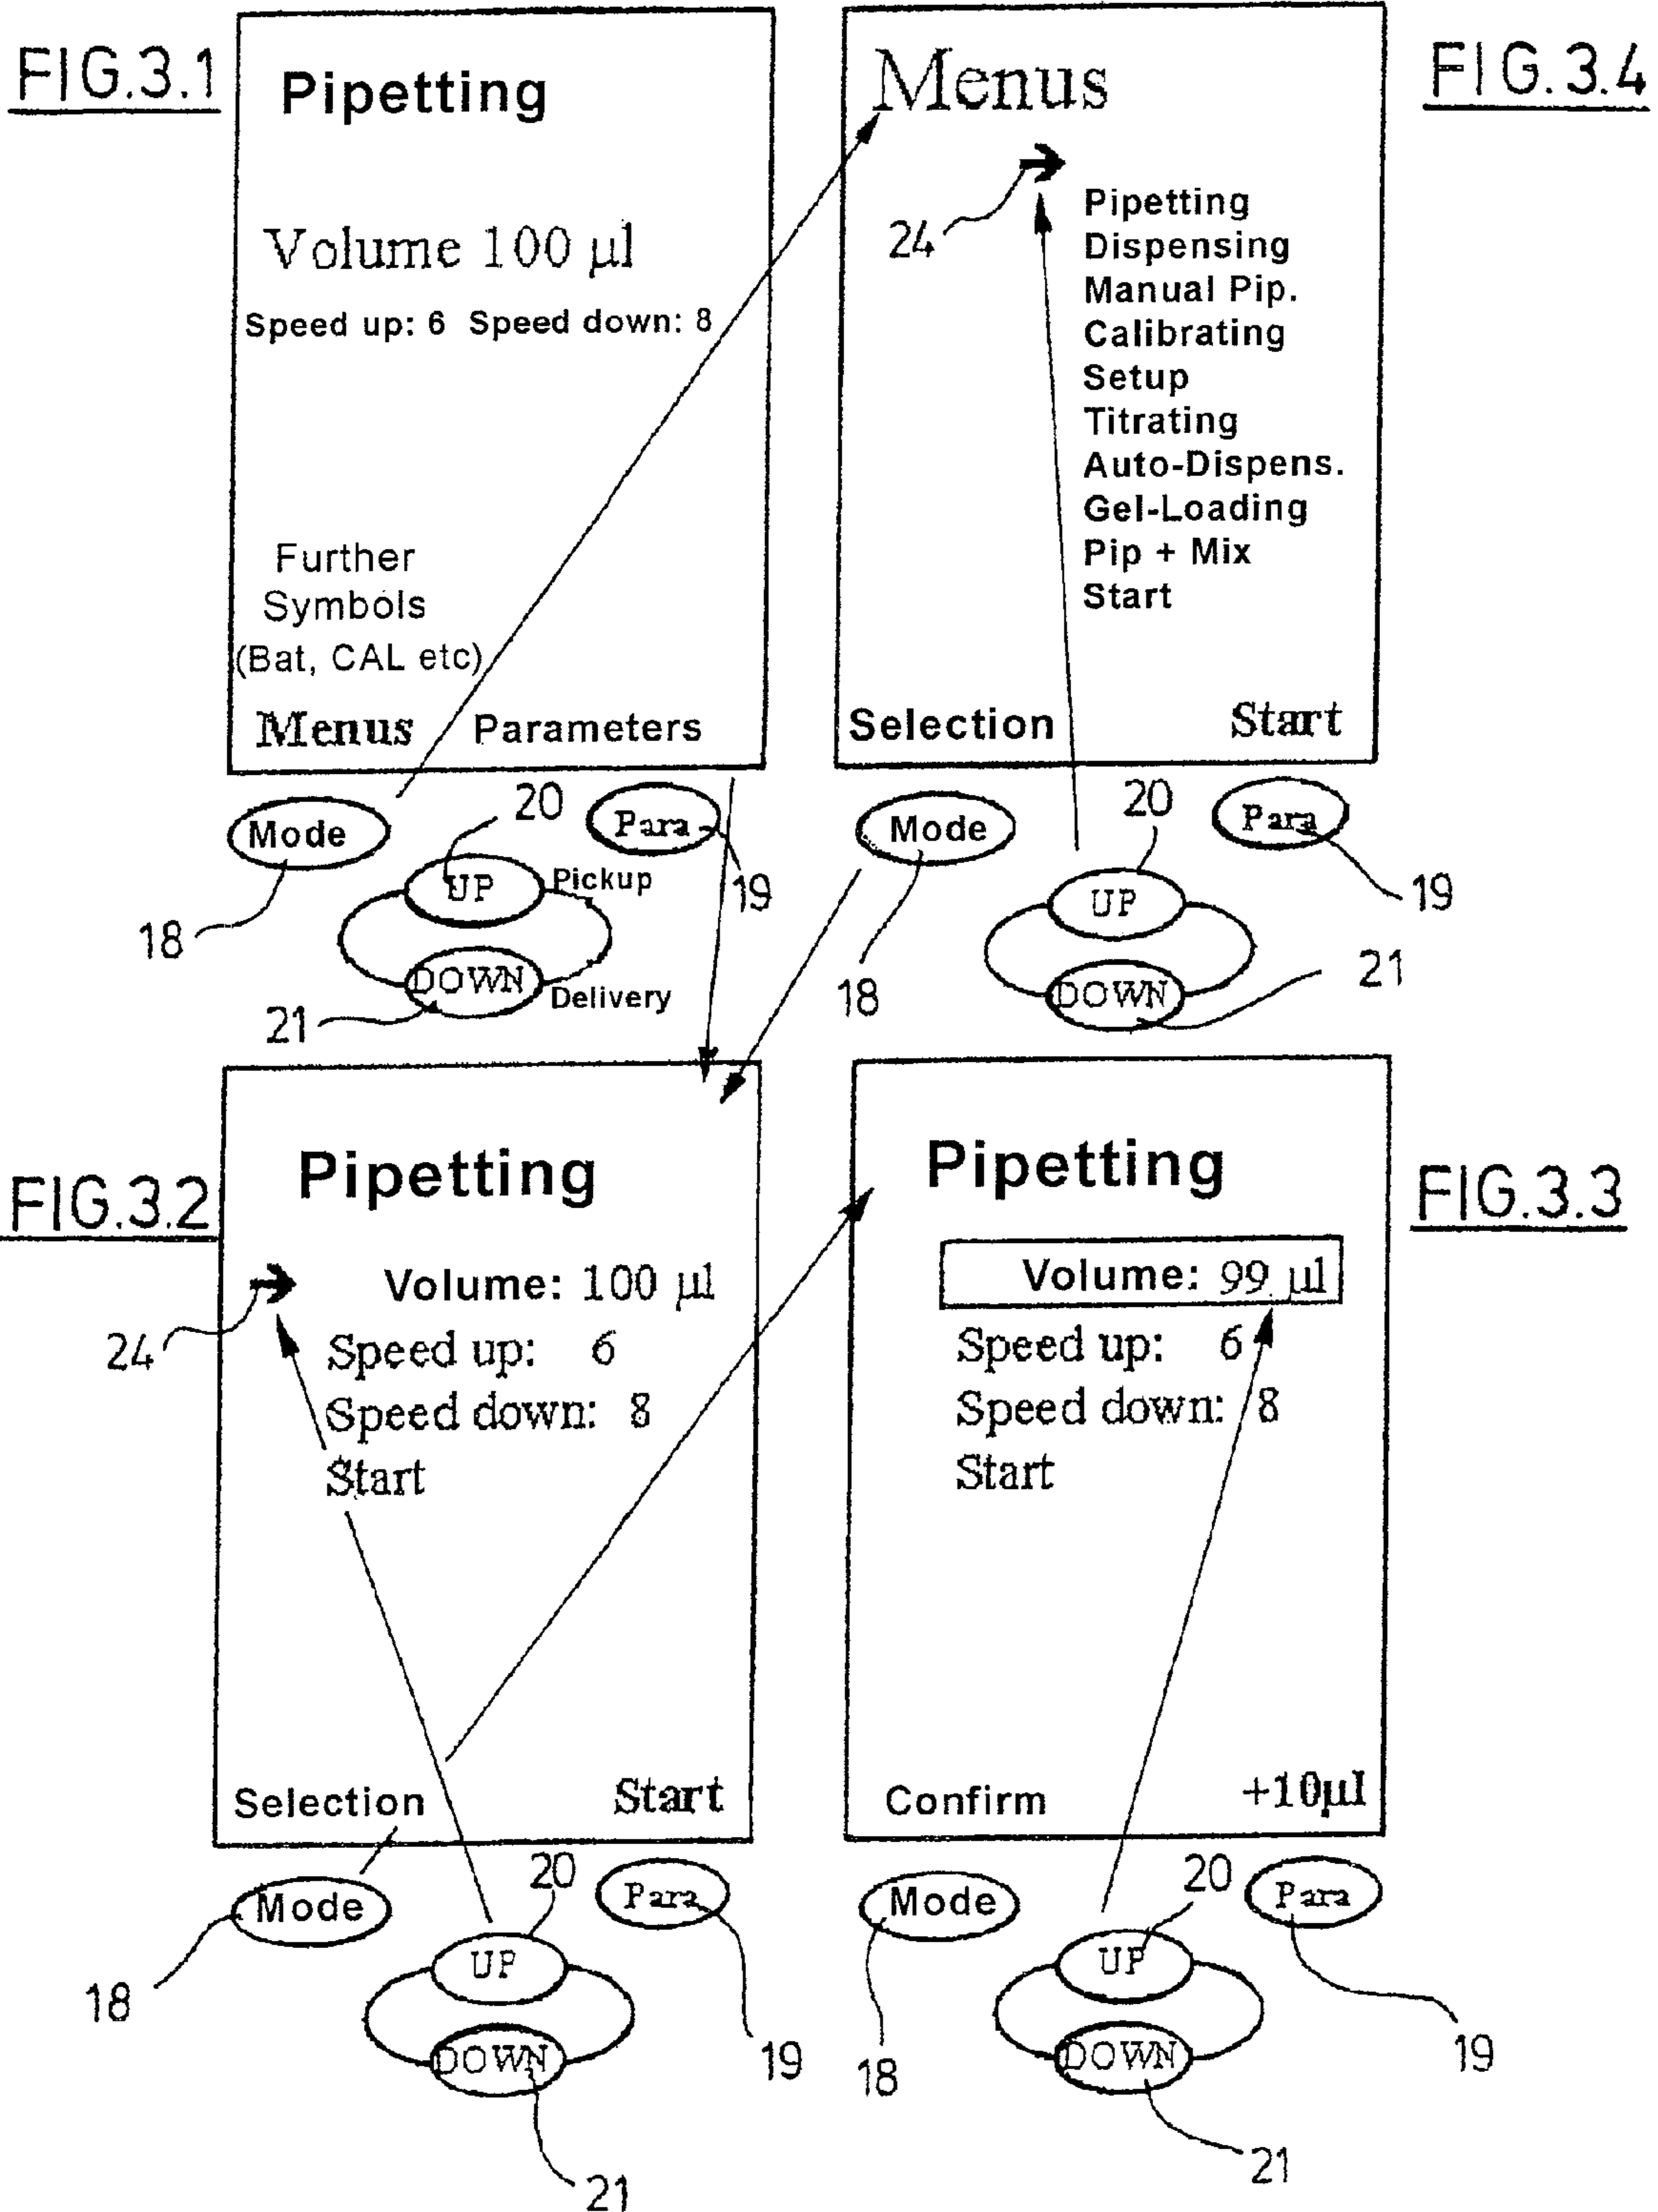 FIG.3.1
Pipetting
Volume 100 µl
Speed up: 6 Speed down: 8
Further
Symbols
(Bat, CAL etc)
Menus Parameters
Mode
20
Para
18
UP
Pickup
19
DOWN
Delivery
21
FIG.3.4
Menus
24
Pipetting
Dispensing
Manual Pip.
Calibrating
Setup
Titrating
Auto-Dispens.
Gel-Loading
Pip + Mix
Start
Selection Start
Mode
20
Para
18
UP
19
DOWN
21
FIG.3.2
Pipetting
24
Volume: 100 µl
Speed up: 6
Speed down: 8
Start
Selection Start
Mode
20
Para
18
UP
19
DOWN
21
FIG.3.3
Pipetting
Volume: 99 µl
Speed up: 6
Speed down: 8
Start
Confirm +10µl
Mode
20
Para
18
UP
19
DOWN
21